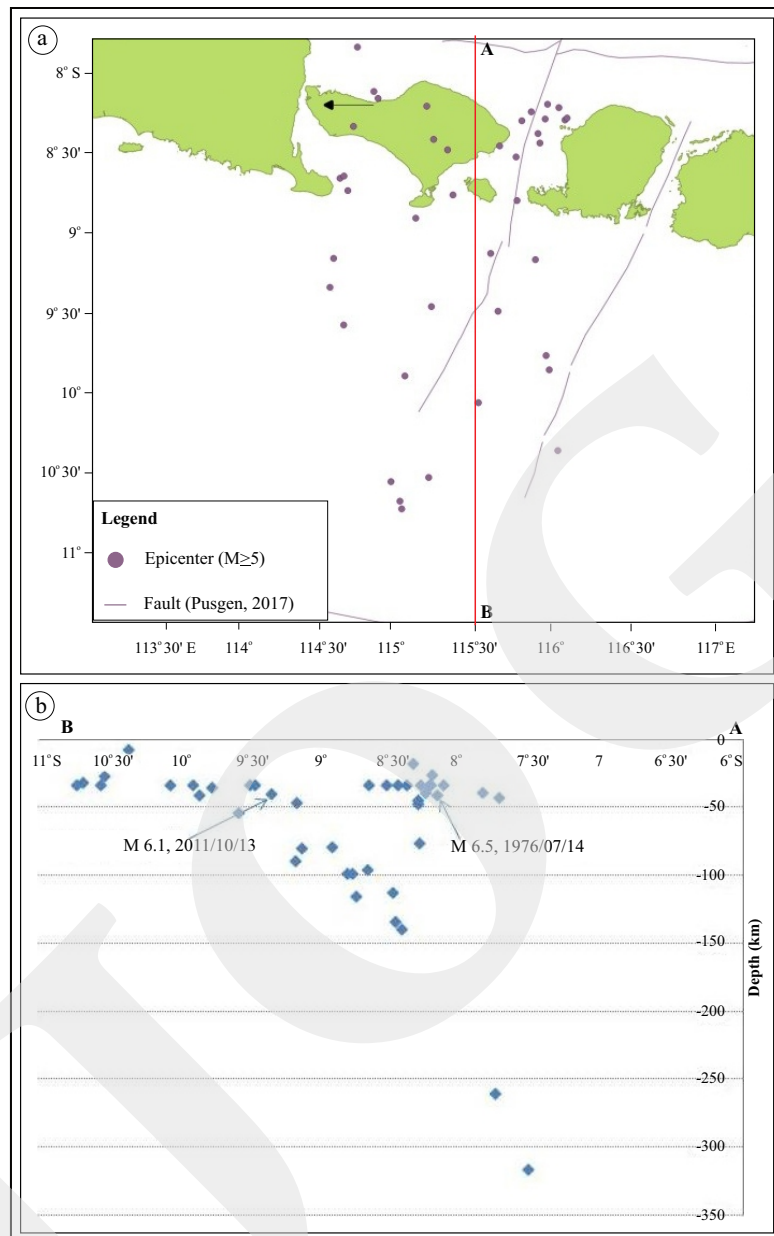 a
A
8° S
8° 30'
9°
9° 30'
10°
10° 30'
11°
Legend
Epicenter (M≥5)
Fault (Pusgen, 2017)
B
113°30' E 114° 114°30' 115° 115°30' 116° 116°30' 117°E
b
B A
11°S 10°30' 10° 9°30' 9° 8°30' 8° 7°30' 7 6°30' 6°S
0
-50
M 6.1, 2011/10/13 M 6.5, 1976/07/14
-100
-150
-200
-250
-300
-350
Depth (km)
IJOG